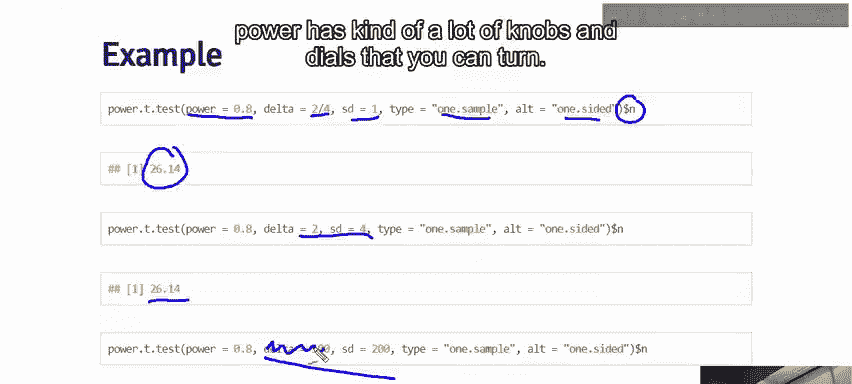 power has kind of a lot of knobs and
dials that you can turn.
Example
power.t.test(power = 0.8, delta = 2/4, sd = 1, type = "one.sample", alt = "one.sided")$n
## [1] 26.14
power.t.test(power = 0.8, delta = 2, sd = 4, type = "one.sample", alt = "one.sided")$n
## [1] 26.14
power.t.test(power = 0.8, sd = 200, type = "one.sample", alt = "one.sided")$n